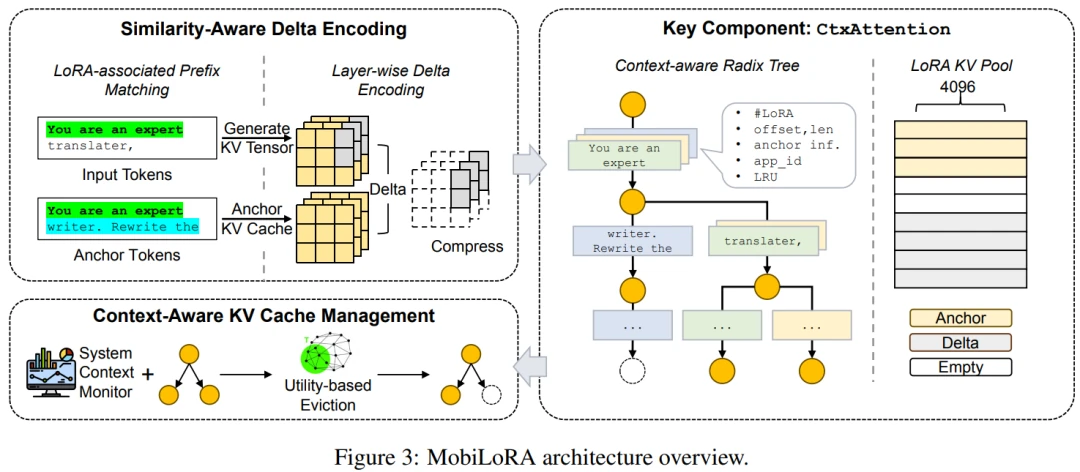 Similarity-Aware Delta Encoding
LoRA-associated Prefix
Matching
Layer-wise Delta
Encoding
You are an expert
translater,
Input Tokens
Generate
KV Tensor
You are an expert
writer. Rewrite the
Anchor Tokens
Anchor
KV Cache
Delta
Compress
Context-Aware KV Cache Management
System
Context
Monitor
+
Utility-based
Eviction
Key Component: CtxAttention
Context-aware Radix Tree
You are an
expert
• #LoRA
• offset,len
• anchor inf.
• app_id
• LRU
writer.
Rewrite the
translater,
...
...
...
LoRA KV Pool
4096
Anchor
Delta
Empty
Figure 3: MobiLoRA architecture overview.